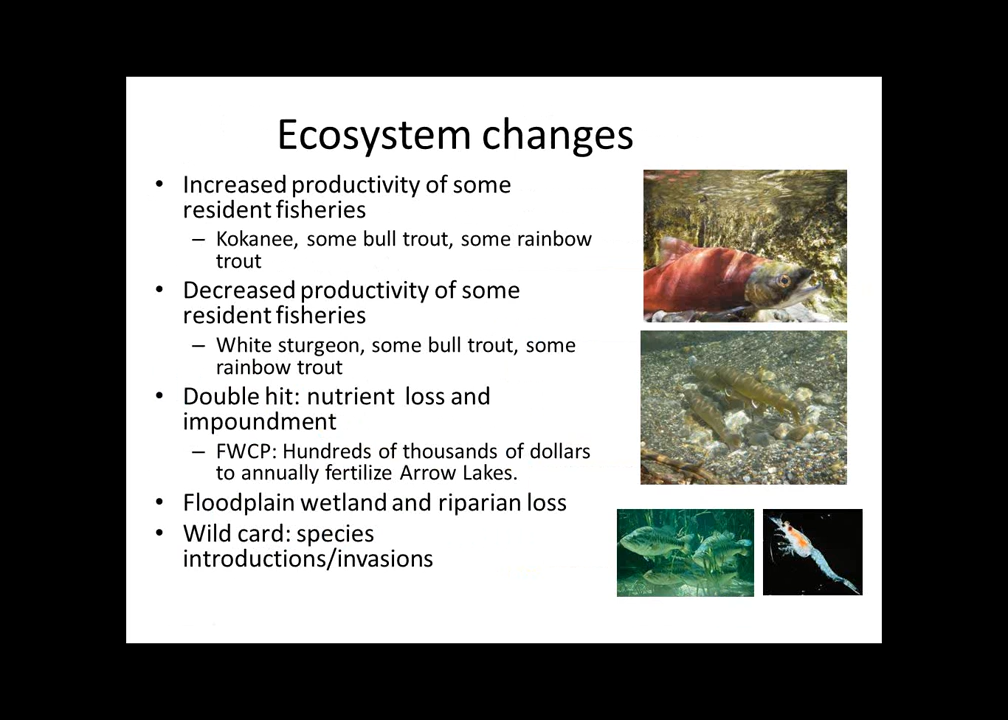 Ecosystem changes
• Increased productivity of some
resident fisheries
– Kokanee, some bull trout, some rainbow
trout
• Decreased productivity of some
resident fisheries
– White sturgeon, some bull trout, some
rainbow trout
• Double hit: nutrient loss and
impoundment
– FWCP: Hundreds of thousands of dollars
to annually fertilize Arrow Lakes.
• Floodplain wetland and riparian loss
• Wild card: species
introductions/invasions